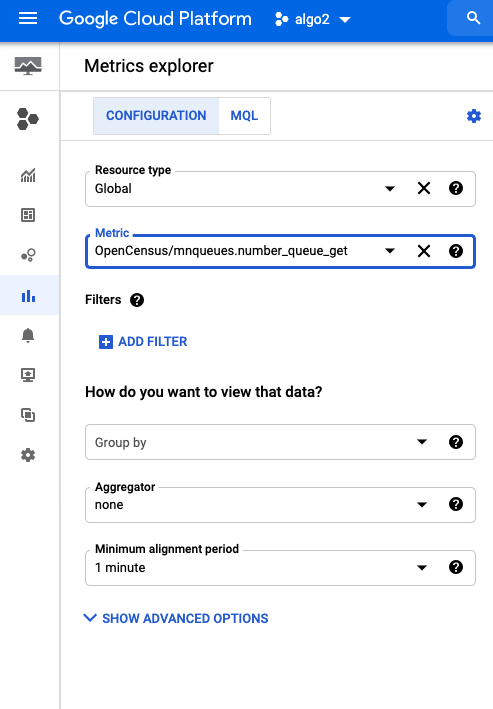 Google Cloud Platform algo2
Metrics explorer
CONFIGURATION MQL
Resource type
Global
Metric
OpenCensus/mnqueues.number_queue_get
Filters
ADD FILTER
How do you want to view that data?
Group by
Aggregator
none
Minimum alignment period
1 minute
SHOW ADVANCED OPTIONS